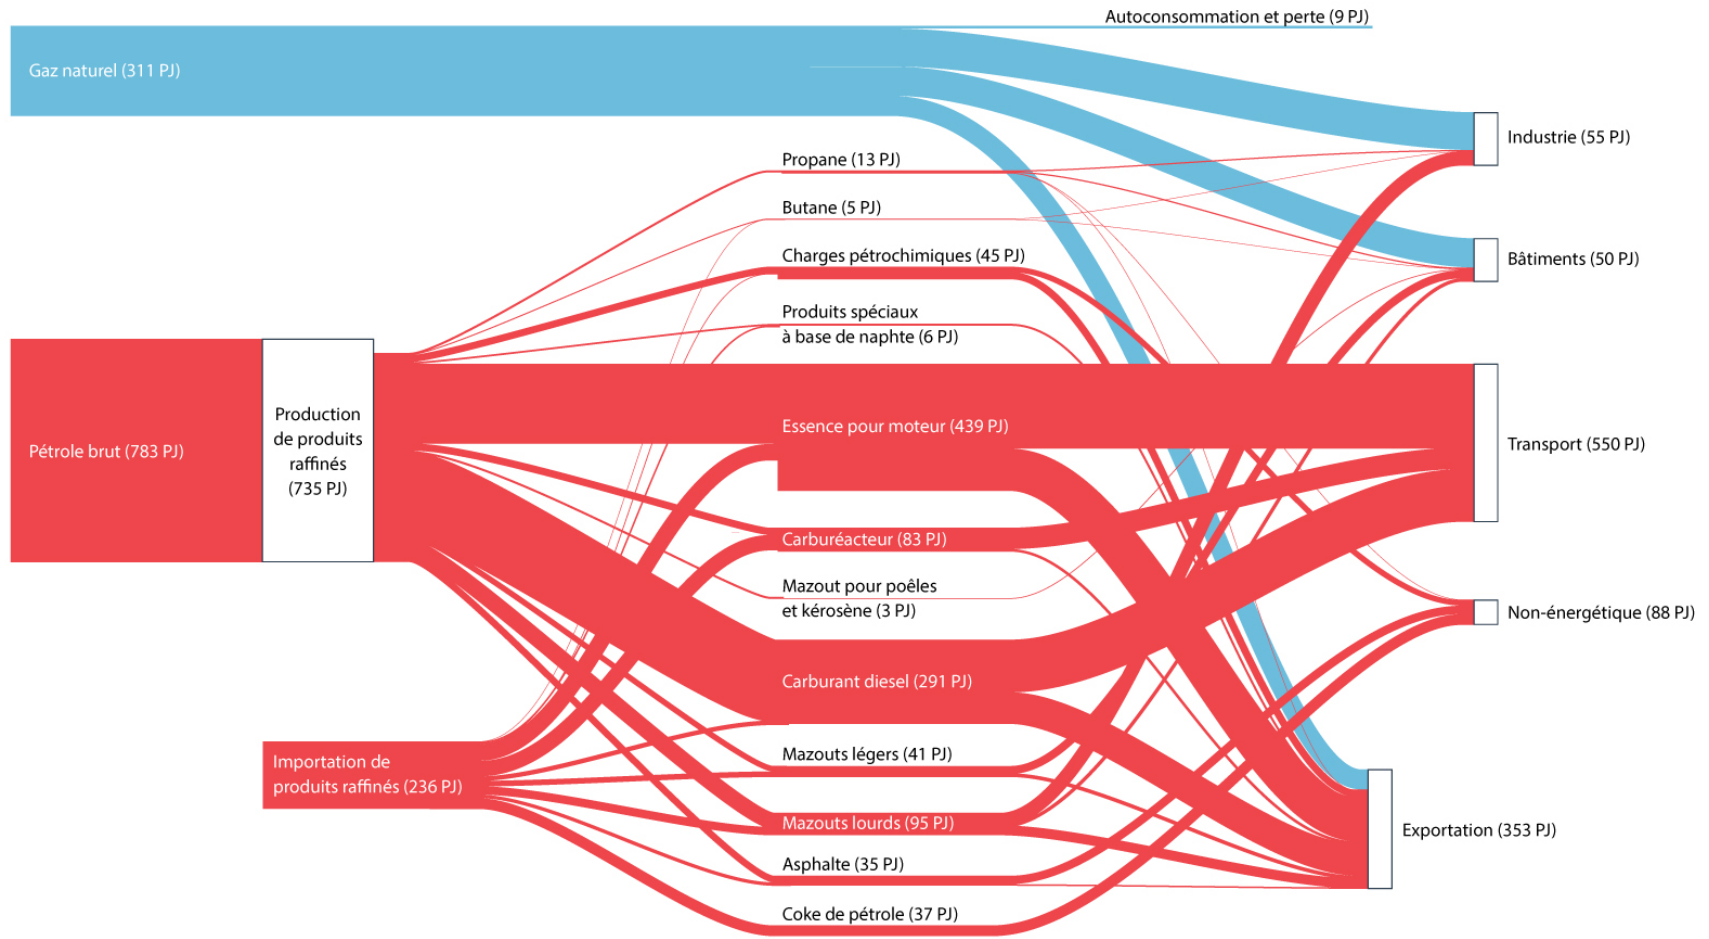 Autoconsommation et perte (9 PJ)
Gaz naturel (311 PJ)
Industrie (55 PJ)
Propane (13 PJ)
Butane (5 PJ)
Charges pétrochimiques (45 PJ)
Bâtiments (50 PJ)
Produits spéciaux
à base de naphte (6 PJ)
Production
de produits
raffinés
(735 PJ)
Pétrole brut (783 PJ)
Essence pour moteur (439 PJ)
Transport (550 PJ)
Carburéacteur (83 PJ)
Mazout pour poêles
et kérosène (3 PJ)
Non-énergétique (88 PJ)
Carburant diesel (291 PJ)
Importation de
produits raffinés (236 PJ)
Mazouts légers (41 PJ)
Mazouts lourds (95 PJ)
Exportation (353 PJ)
Asphalte (35 PJ)
Coke de pétrole (37 PJ)